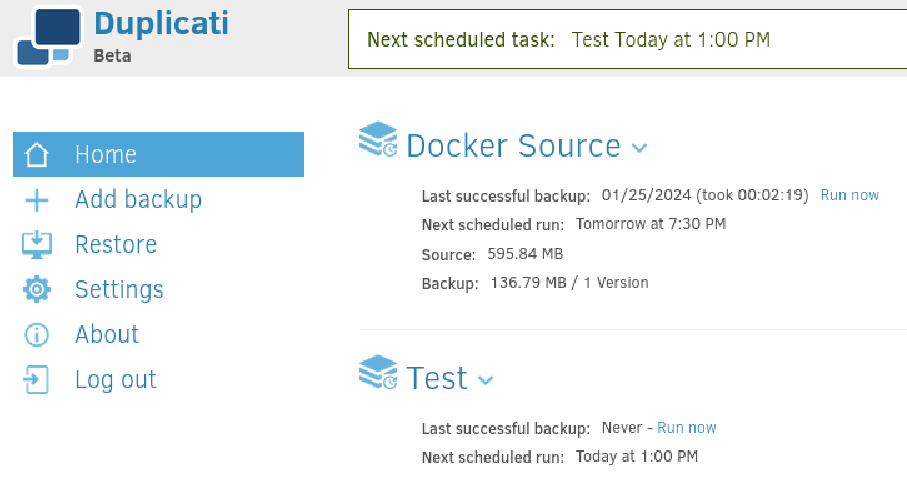 Duplicati
Beta
Next scheduled task: Test Today at 1:00 PM
Home
Add backup
Restore
Settings
About
Log out
Docker Source
Last successful backup: 01/25/2024 (took 00:02:19) Run now
Next scheduled run: Tomorrow at 7:30 PM
Source: 595.84 MB
Backup: 136.79 MB / 1 Version
Test
Last successful backup: Never - Run now
Next scheduled run: Today at 1:00 PM